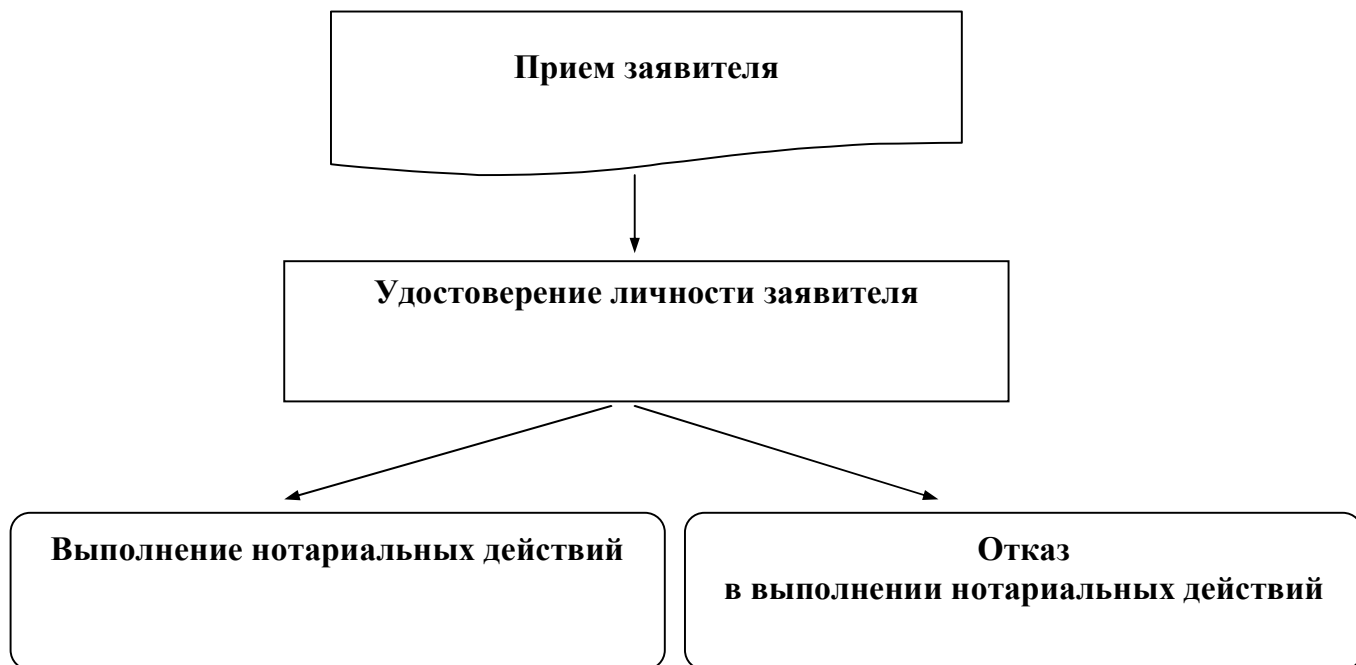 Прием заявителя
Удостоверение личности заявителя
Выполнение нотариальных действий
Отказ
в выполнении нотариальных действий